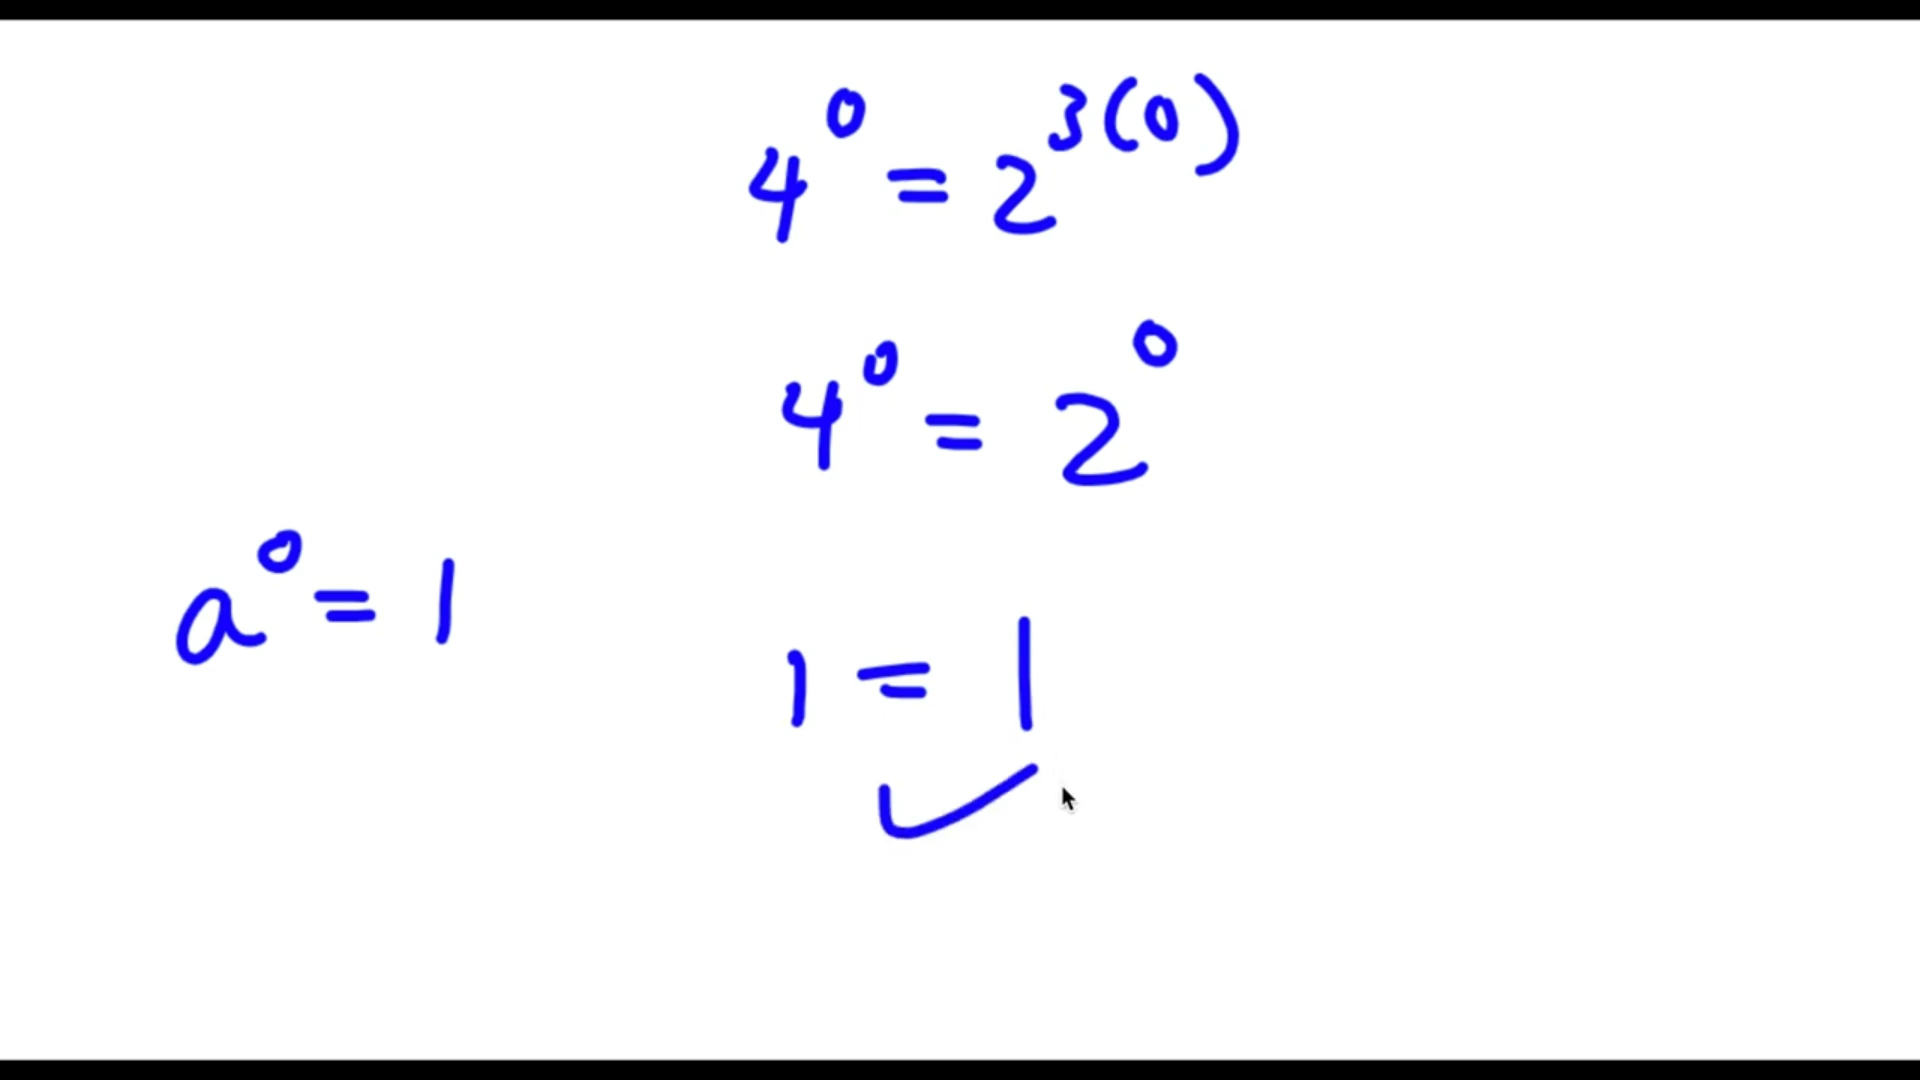 4⁰ = 2³⁽⁰⁾
4⁰ = 2⁰
a⁰ = 1
1 = 1